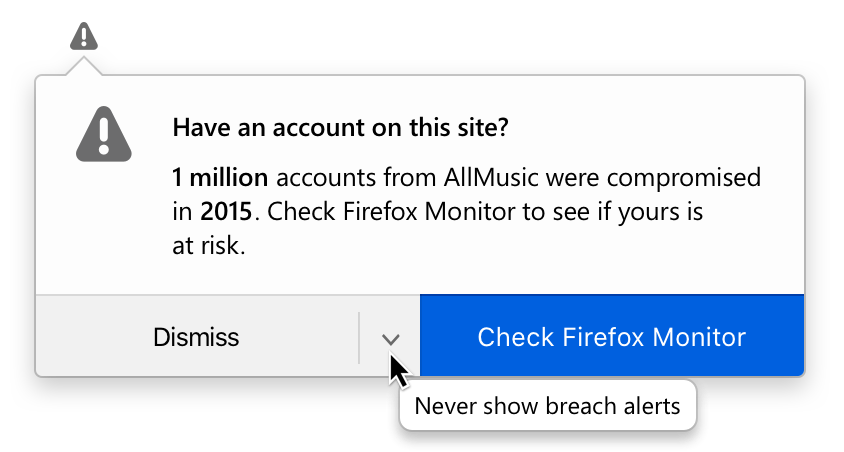 Have an account on this site?
1 million accounts from AllMusic were compromised
in 2015. Check Firefox Monitor to see if yours is
at risk.
Dismiss
Check Firefox Monitor
Never show breach alerts